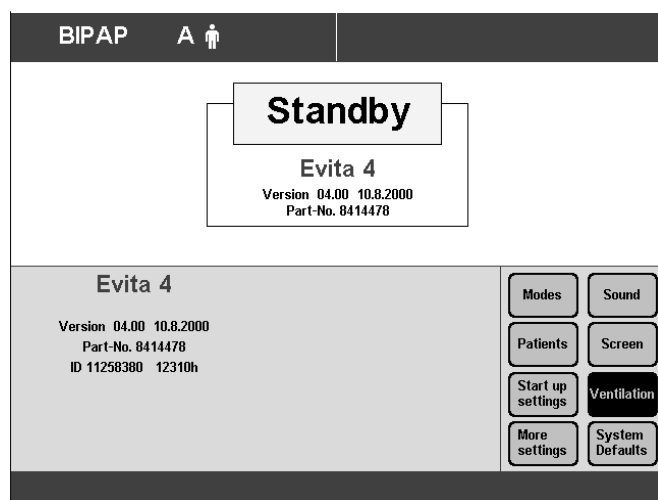 BIPAP A
Standby
Evita 4
Version 04.00 10.8.2000
Part-No. 8414478
Evita 4
Version 04.00 10.8.2000
Part-No. 8414478
ID 11258380 12310h
Modes
Sound
Patients
Screen
Start up
settings
Ventilation
More
settings
System
Defaults